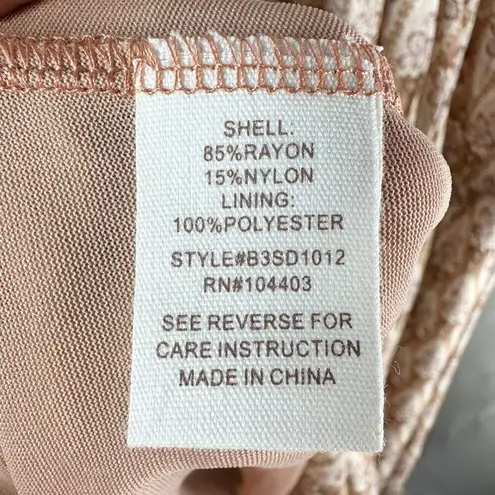 SHELL:
85%RAYON
15%NYLON
LINING:
100%POLYESTER
STYLE#B3SD1012
RN#104403
SEE REVERSE FOR
CARE INSTRUCTION
MADE IN CHINA